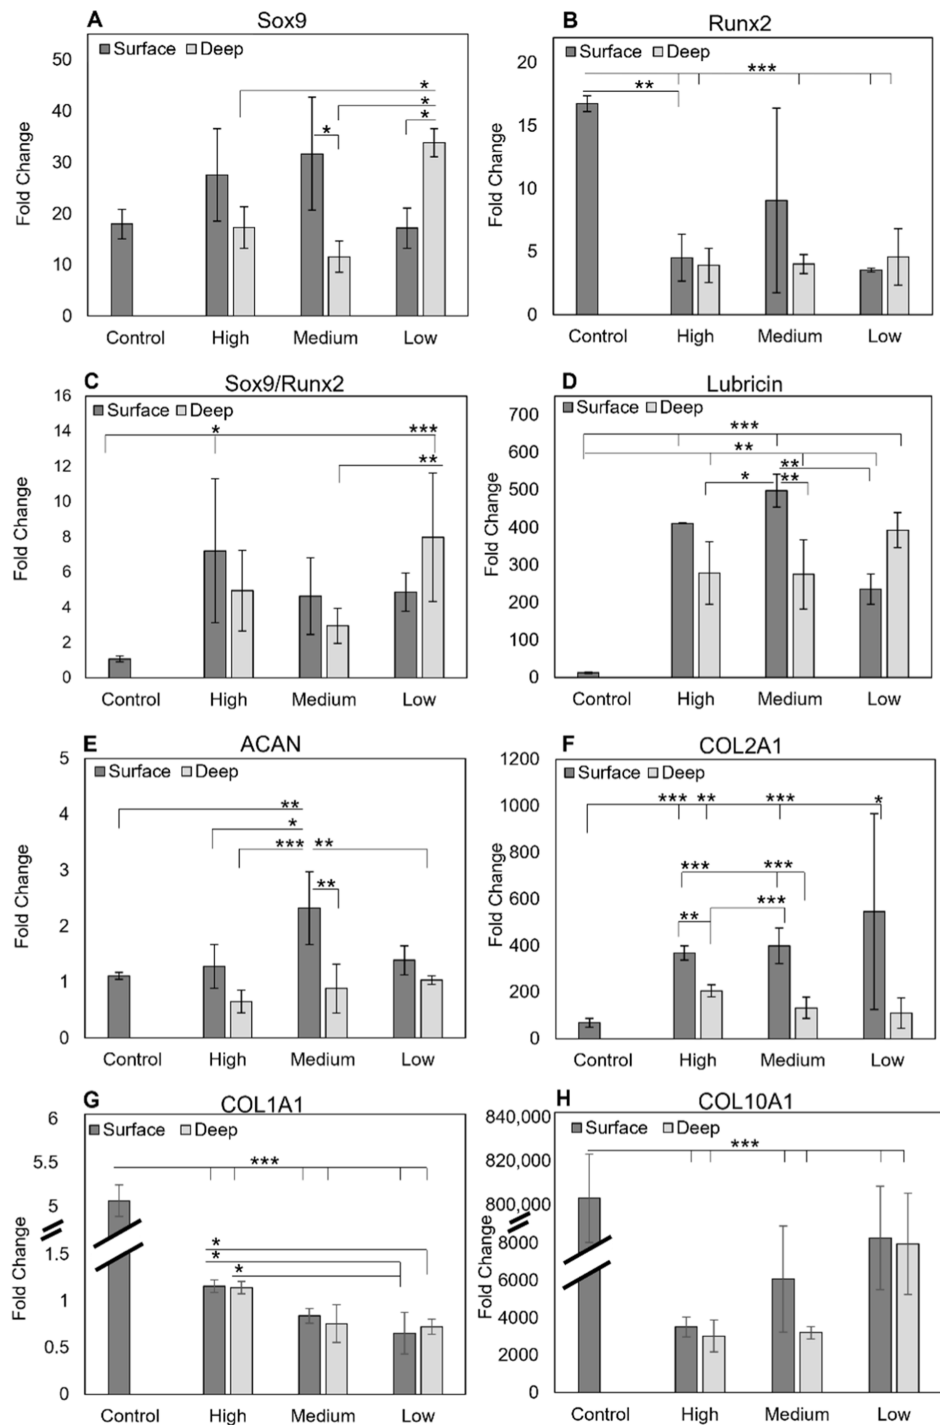 A Sox9
Surface Deep
Fold Change
50
40
30
20
10
0
*
*
*
*
Control High Medium Low
B Runx2
Surface Deep
Fold Change
20
15
10
5
0
***
**
Control High Medium Low
C Sox9/Runx2
Surface Deep
Fold Change
16
14
12
10
8
6
4
2
0
* ***
**
Control High Medium Low
D Lubricin
Surface Deep
Fold Change
700
600
500
400
300
200
100
0
***
**
**
* **
Control High Medium Low
E ACAN
Surface Deep
Fold Change
5
4
3
2
1
0
**
*
*** **
**
Control High Medium Low
F COL2A1
Surface Deep
Fold Change
1200
1000
800
600
400
200
0
*** ** *** *
*** ***
***
**
Control High Medium Low
G COL1A1
Surface Deep
Fold Change
6
5.5
5
1.5
1
0.5
0
***
*
*
*
Control High Medium Low
H COL10A1
Surface Deep
Fold Change
840,000
820,000
800,000
8000
6000
4000
2000
0
***
Control High Medium Low